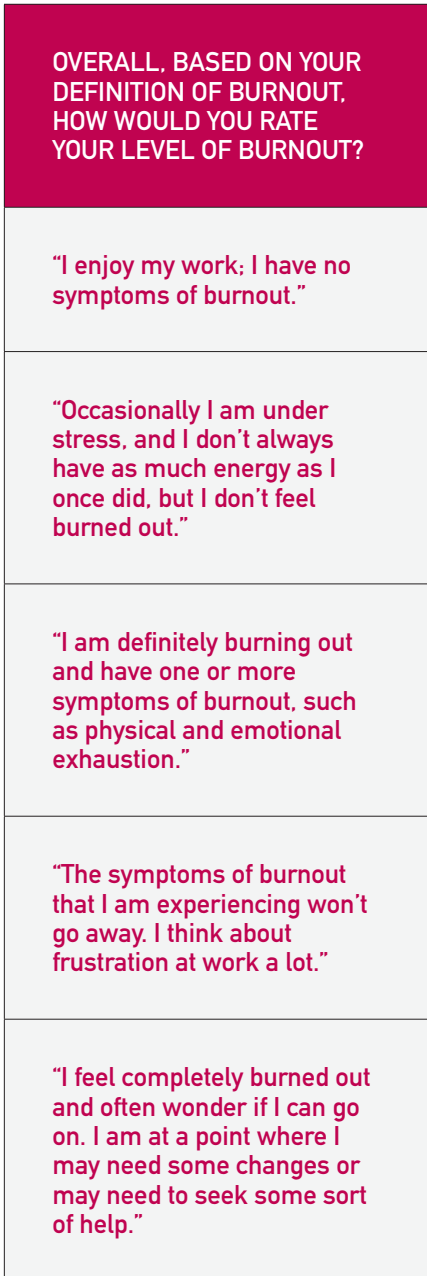 OVERALL, BASED ON YOUR
DEFINITION OF BURNOUT,
HOW WOULD YOU RATE
YOUR LEVEL OF BURNOUT?
“I enjoy my work; I have no
symptoms of burnout.”
“Occasionally I am under
stress, and I don’t always
have as much energy as I
once did, but I don’t feel
burned out.”
“I am definitely burning out
and have one or more
symptoms of burnout, such
as physical and emotional
exhaustion.”
“The symptoms of burnout
that I am experiencing won’t
go away. I think about
frustration at work a lot.”
“I feel completely burned out
and often wonder if I can go
on. I am at a point where I
may need some changes or
may need to seek some sort
of help.”